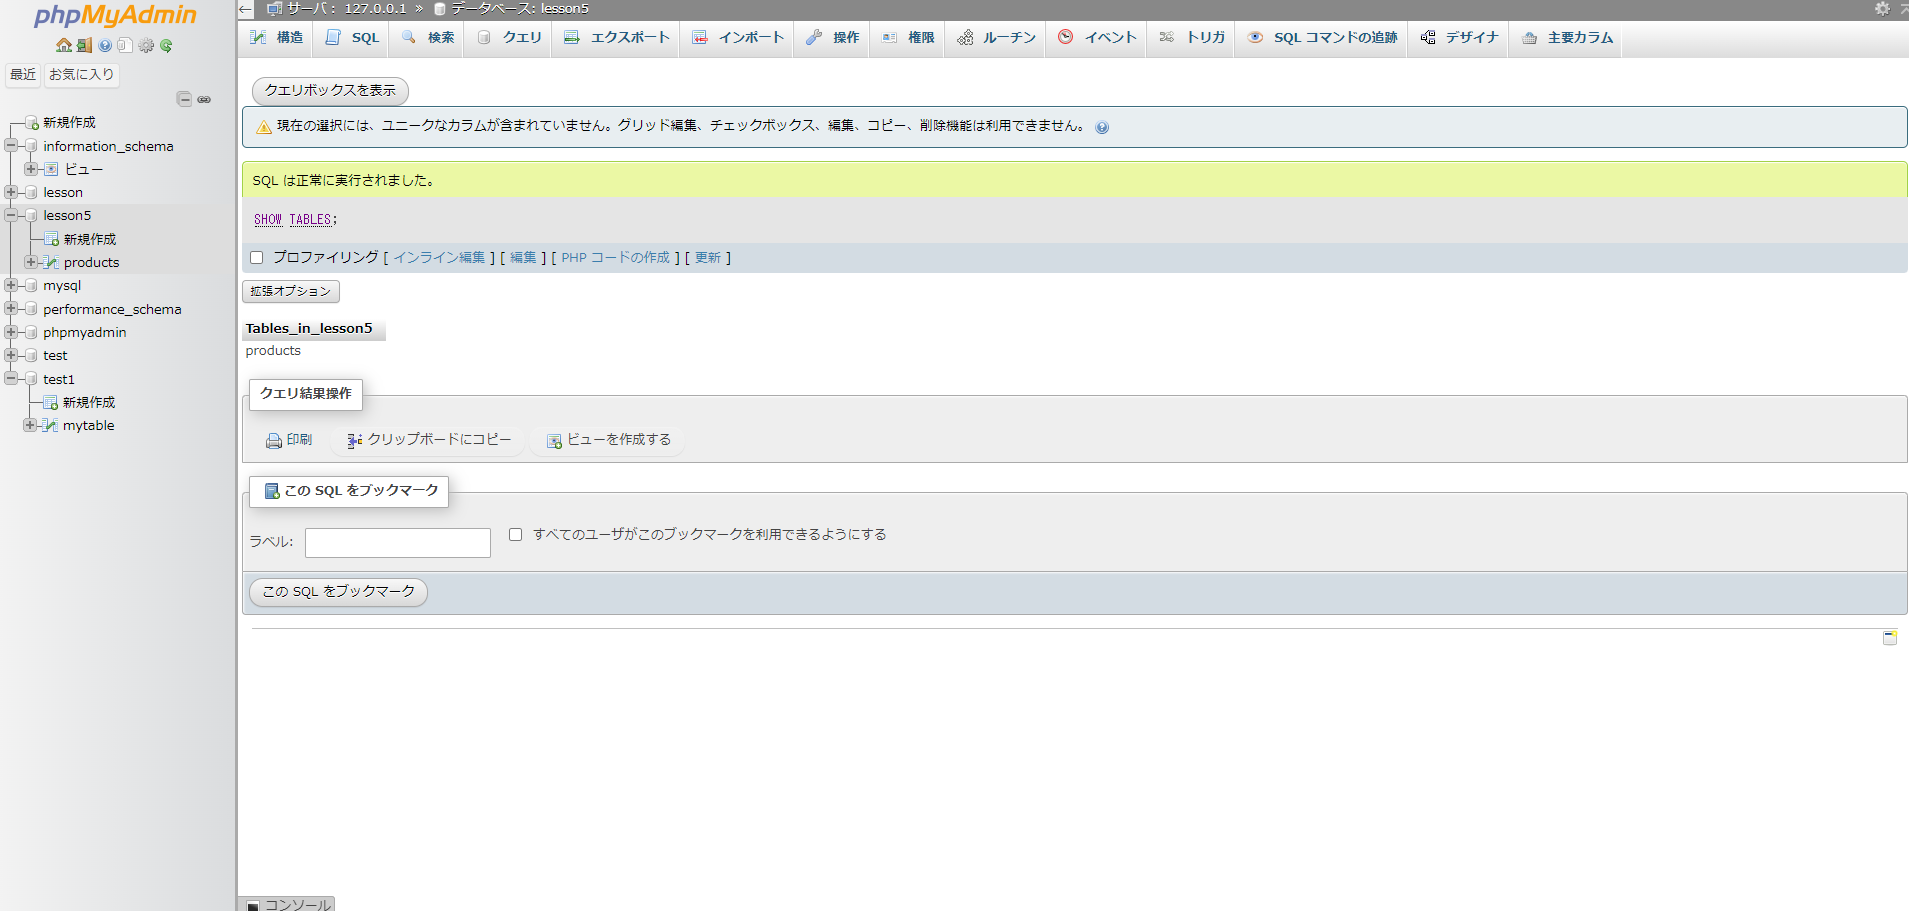 phpMyAdmin
最近 お気に入り
新規作成
information_schema
ビュー
lesson
lesson5
新規作成
products
mysql
performance_schema
phpmyadmin
test
test1
新規作成
mytable
サーバ: 127.0.0.1 » データベース: lesson5
構造 SQL 検索 クエリ エクスポート インポート 操作 権限 ルーチン イベント トリガ SQL コマンドの追跡 デザイナ 主要カラム
クエリボックスを表示
現在の選択には、ユニークなカラムが含まれていません。グリッド編集、チェックボックス、編集、コピー、削除機能は利用できません。
SQL は正常に実行されました。
SHOW TABLES;
プロファイリング [ インライン編集 ] [ 編集 ] [ PHP コードの作成 ] [ 更新 ]
拡張オプション
Tables_in_lesson5
products
クエリ結果操作
印刷 クリップボードにコピー ビューを作成する
この SQL をブックマーク
ラベル: すべてのユーザがこのブックマークを利用できるようにする
この SQL をブックマーク
コンソール